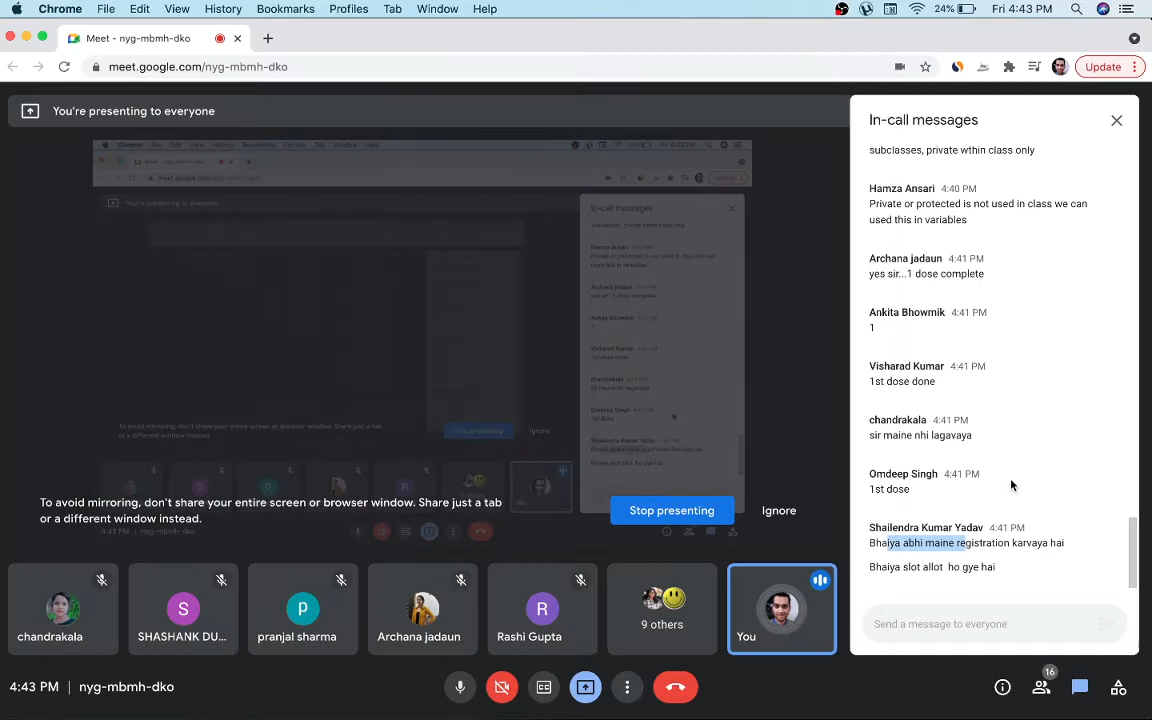 Chrome File Edit View History Bookmarks Profiles Tab Window Help 24% Fri 4:43 PM
Meet - nyg-mbmh-dko
meet.google.com/nyg-mbmh-dko Update
You're presenting to everyone
In-call messages
subclasses, private wthin class only
Hamza Ansari 4:40 PM
Private or protected is not used in class we can
used this in variables
Archana jadaun 4:41 PM
yes sir...1 dose complete
Ankita Bhowmik 4:41 PM
1
Visharad Kumar 4:41 PM
1st dose done
chandrakala 4:41 PM
sir maine nhi lagavaya
Omdeep Singh 4:41 PM
1st dose
Shailendra Kumar Yadav 4:41 PM
Bhaiya abhi maine registration karvaya hai
Bhaiya slot allot ho gye hai
Send a message to everyone
To avoid mirroring, don't share your entire screen or browser window. Share just a tab
or a different window instead.
Stop presenting Ignore
chandrakala
S
SHASHANK DU...
p
pranjal sharma
Archana jadaun
R
Rashi Gupta
9 others
You
4:43 PM | nyg-mbmh-dko
16